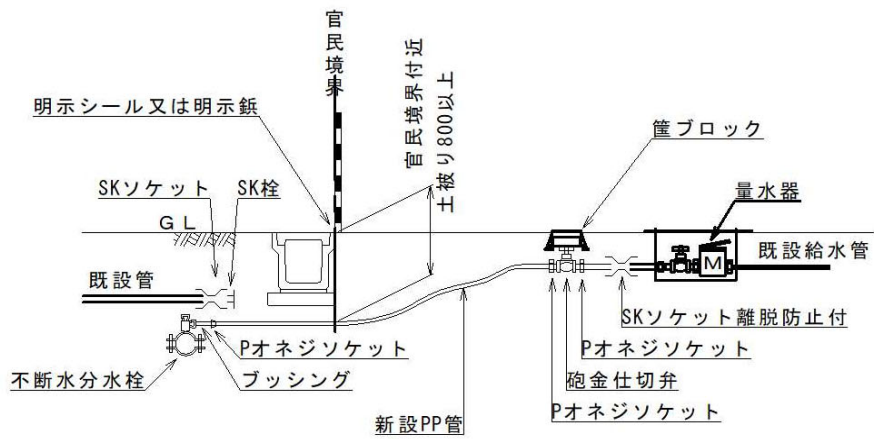 官民境界
明示シール又は明示鋲
官民境界付近
土被り800以上
筐ブロック
SKソケット
SK栓
量水器
GL
既設給水管
M
既設管
SKソケット離脱防止付
Pオネジソケット
Pオネジソケット
不断水分水栓
ブッシング
砲金仕切弁
Pオネジソケット
新設PP管